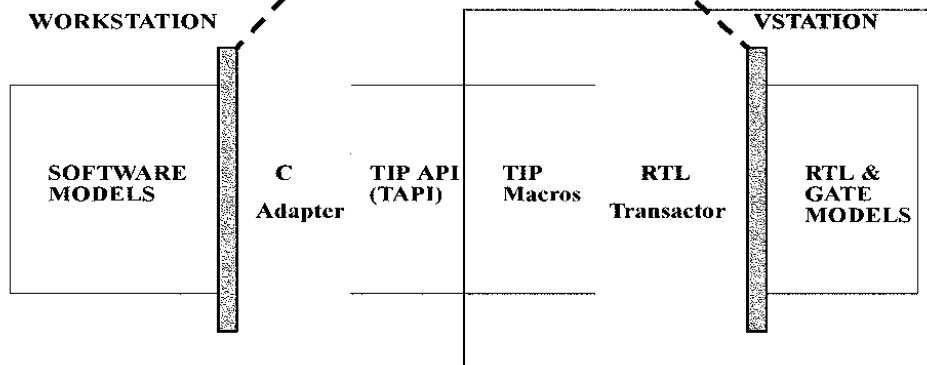 WORKSTATION
VSTATION
SOFTWARE
MODELS
C
Adapter
TIP API
(TAPI)
TIP
Macros
RTL
Transactor
RTL &
GATE
MODELS